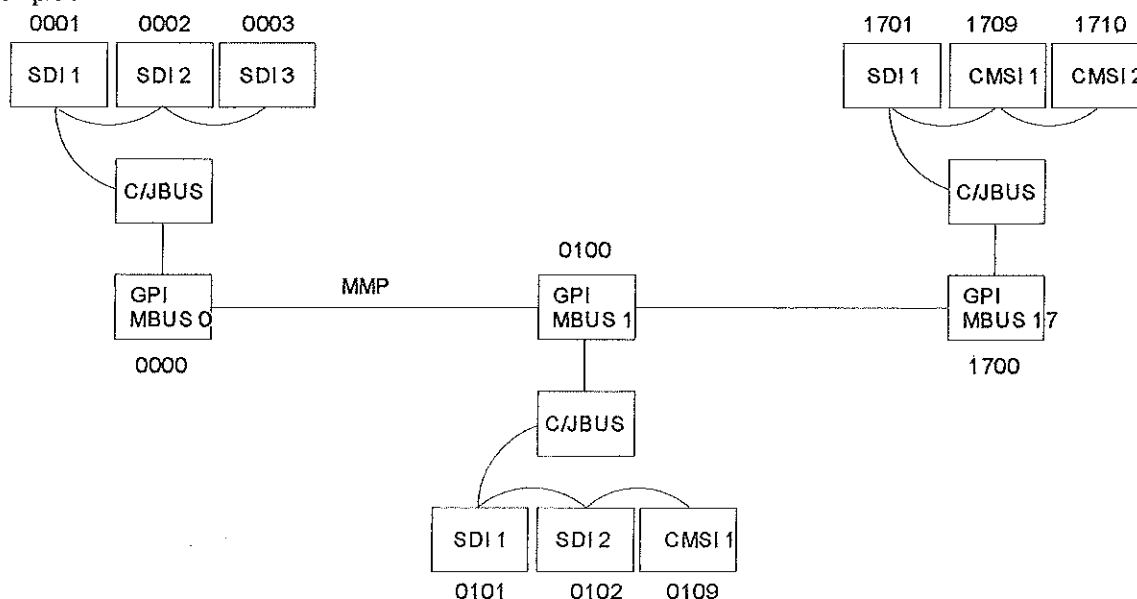 0001 0002 0003
SDI 1 SDI 2 SDI 3
C/JBUS
GPI
MBUS 0
0000
MMP
0100
GPI
MBUS 1
C/JBUS
SDI 1 SDI 2 CMSI 1
0101 0102 0109
1701 1709 1710
SDI 1 CMSI 1 CMSI 2
C/JBUS
GPI
MBUS 17
1700